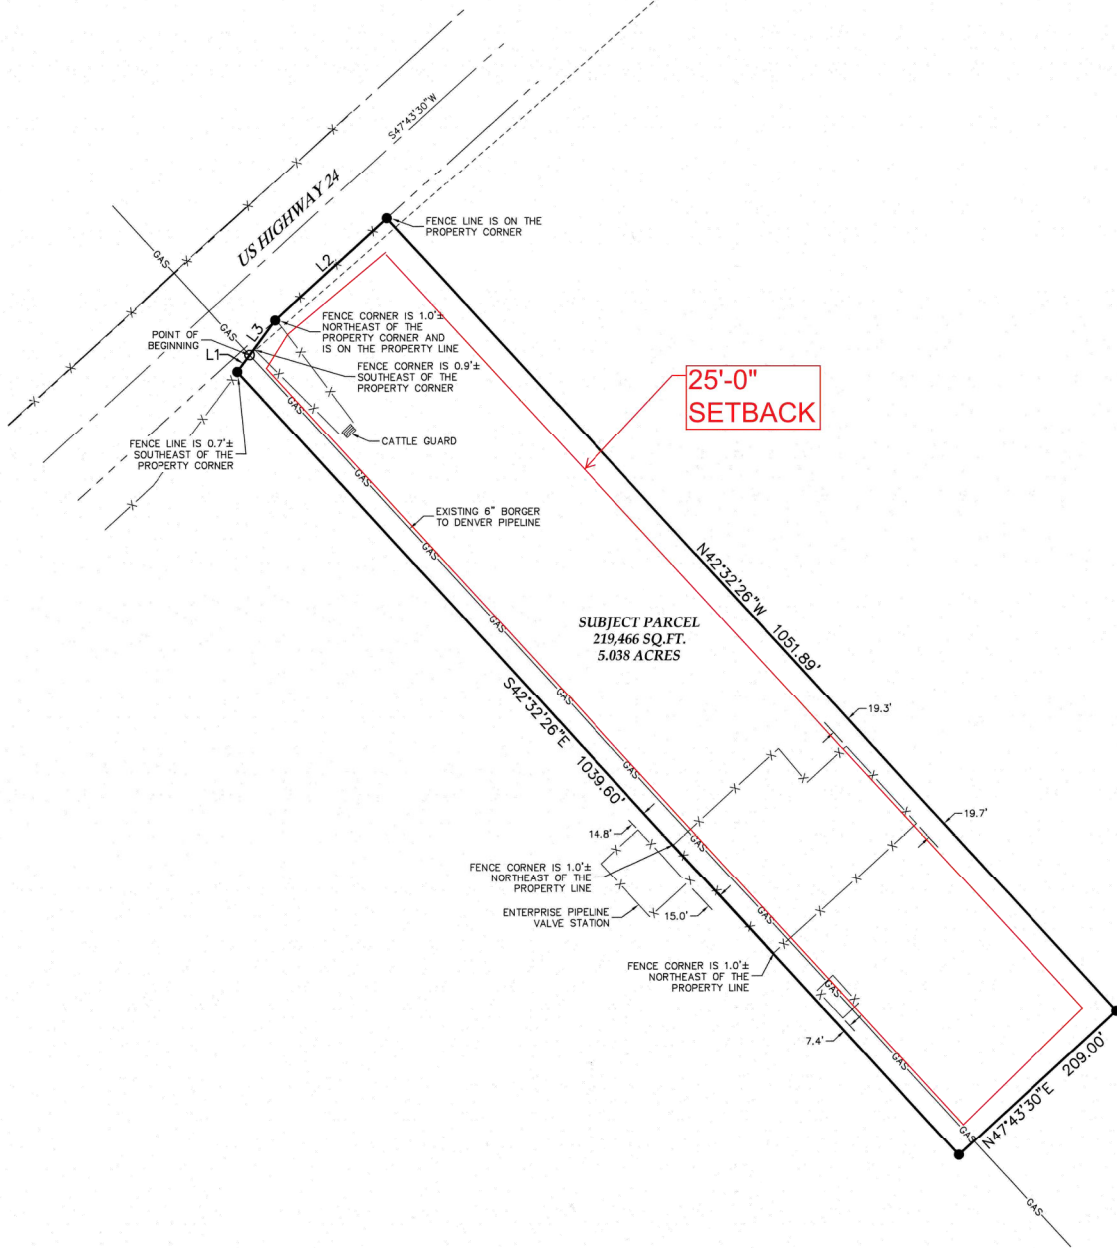 S47°43'30"W
US HIGHWAY 24
GAS
FENCE LINE IS ON THE
PROPERTY CORNER
L2
GAS
L3
FENCE CORNER IS 1.0'±
NORTHEAST OF THE
PROPERTY CORNER AND
IS ON THE PROPERTY LINE
POINT OF
BEGINNING
L1
FENCE CORNER IS 0.9'±
SOUTHEAST OF THE
PROPERTY CORNER
25'-0"
SETBACK
GAS
CATTLE GUARD
FENCE LINE IS 0.7'±
SOUTHEAST OF THE
PROPERTY CORNER
GAS
EXISTING 6" BORGER
TO DENVER PIPELINE
GAS
N42°32'26"W 1051.89'
GAS
SUBJECT PARCEL
219,466 SQ.FT.
5.038 ACRES
GAS
S42°32'26"E 1039.60'
19.3'
GAS
19.7'
14.8'
GAS
FENCE CORNER IS 1.0'±
NORTHEAST OF THE
PROPERTY LINE
ENTERPRISE PIPELINE
VALVE STATION
15.0'
GAS
FENCE CORNER IS 1.0'±
NORTHEAST OF THE
PROPERTY LINE
GAS
7.4'
GAS
N47°43'30"E 209.00'
GAS
GAS